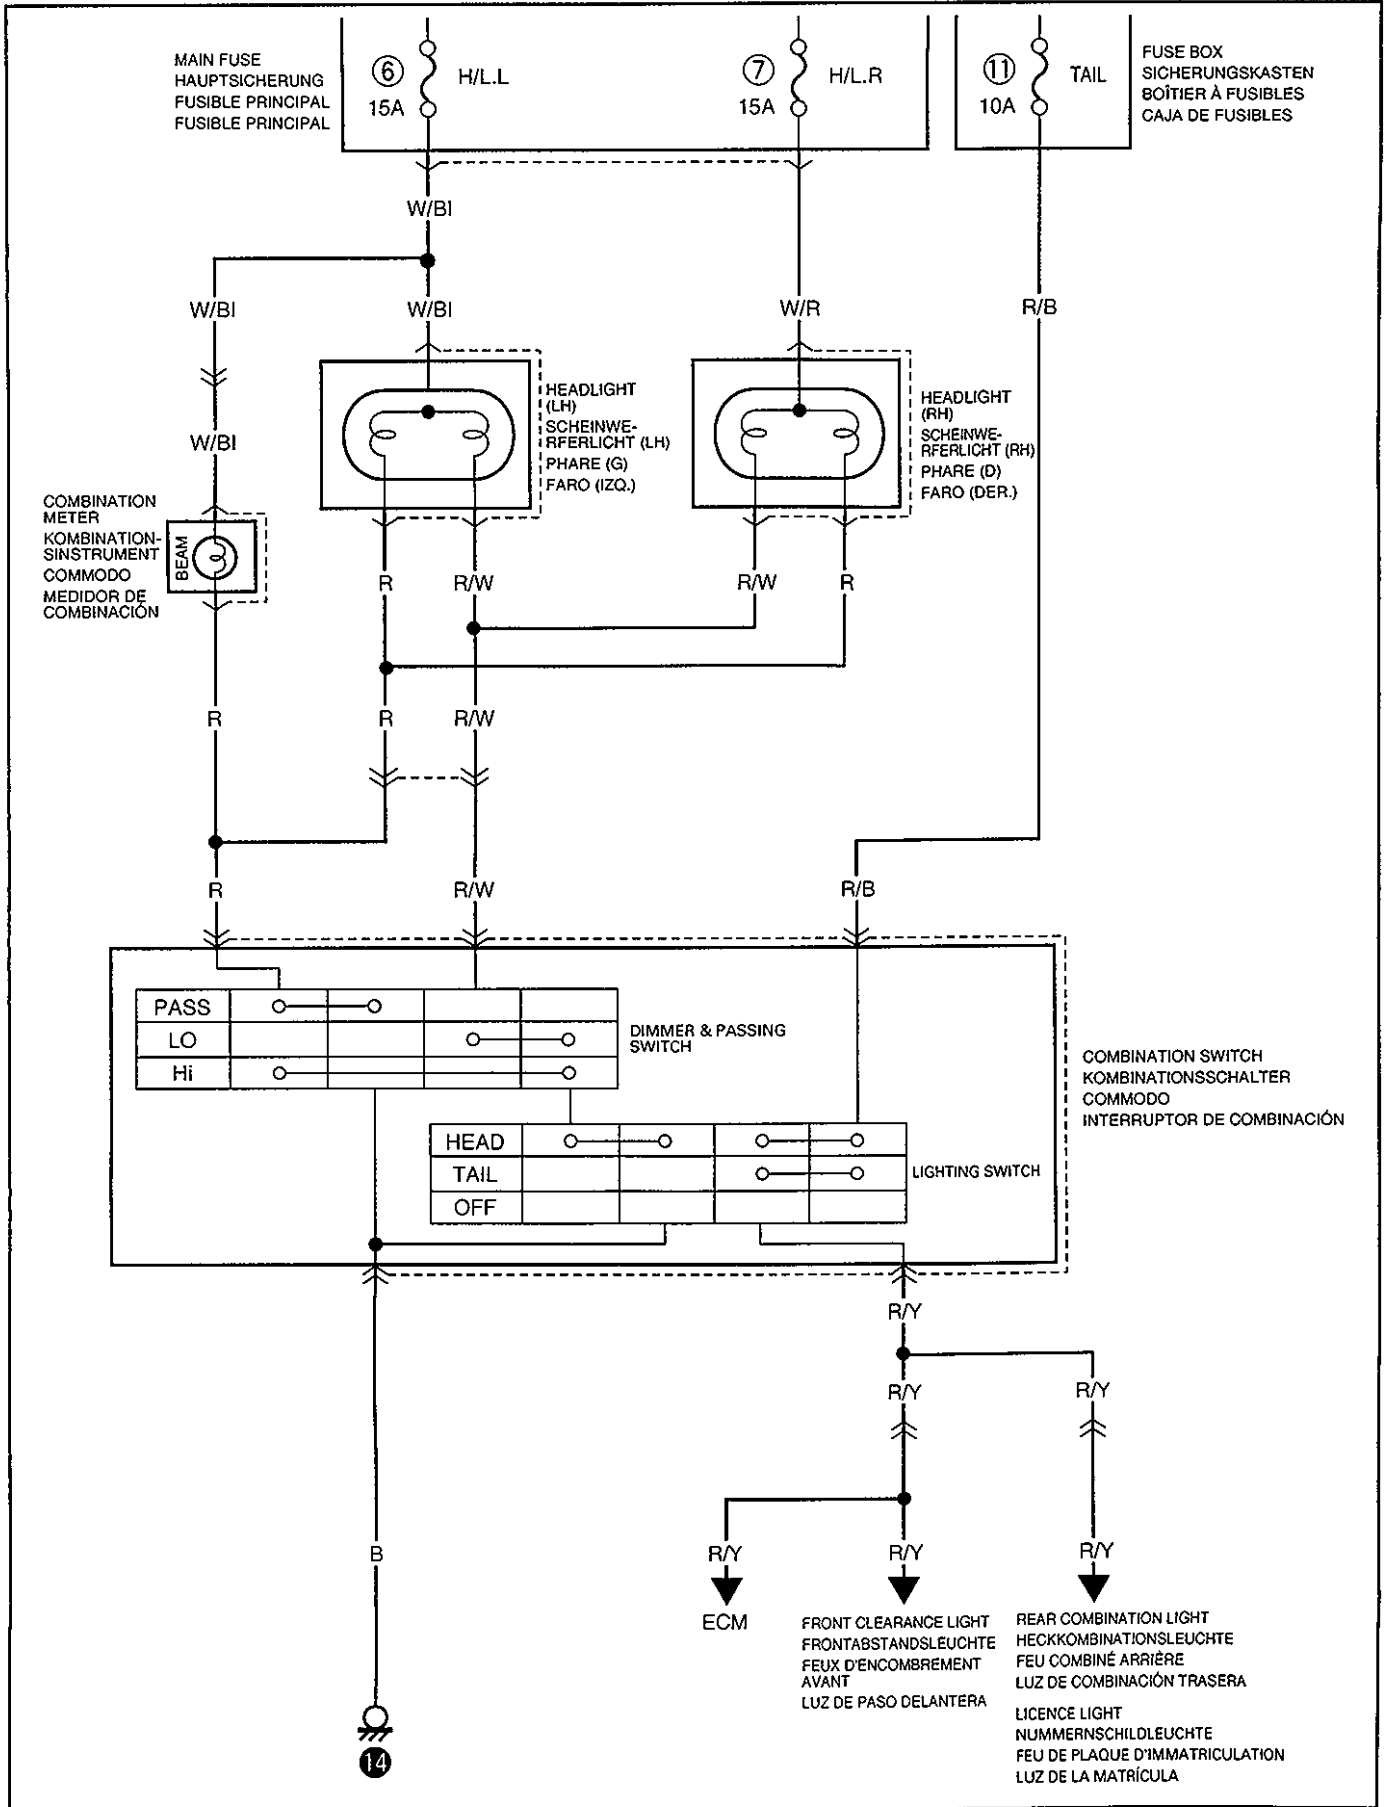 MAIN FUSE
HAUPTSICHERUNG
FUSIBLE PRINCIPAL
FUSIBLE PRINCIPAL
6
15A
H/L.L
7
15A
H/L.R
11
10A
TAIL
FUSE BOX
SICHERUNGSKASTEN
BOÎTIER À FUSIBLES
CAJA DE FUSIBLES
W/Bl
W/Bl
W/Bl
W/R
R/B
W/Bl
HEADLIGHT
(LH)
SCHEINWE-
RFERLICHT (LH)
PHARE (G)
FARO (IZQ.)
HEADLIGHT
(RH)
SCHEINWE-
RFERLICHT (RH)
PHARE (D)
FARO (DER.)
COMBINATION
METER
KOMBINATION-
SINSTRUMENT
COMMODO
MEDIDOR DE
COMBINACIÓN
BEAM
R
R/W
R/W
R
R
R
R/W
R
R/W
R/B
PASS
LO
Hi
DIMMER & PASSING
SWITCH
HEAD
TAIL
OFF
LIGHTING SWITCH
COMBINATION SWITCH
KOMBINATIONSSCHALTER
COMMODO
INTERRUPTOR DE COMBINACIÓN
R/Y
R/Y
R/Y
B
R/Y
R/Y
R/Y
ECM
FRONT CLEARANCE LIGHT
FRONTABSTANDSLEUCHTE
FEUX D'ENCOMBREMENT
AVANT
LUZ DE PASO DELANTERA
REAR COMBINATION LIGHT
HECKKOMBINATIONSLEUCHTE
FEU COMBINÉ ARRIÈRE
LUZ DE COMBINACIÓN TRASERA
LICENCE LIGHT
NUMMERNSCHILDLEUCHTE
FEU DE PLAQUE D'IMMATRICULATION
LUZ DE LA MATRÍCULA
14